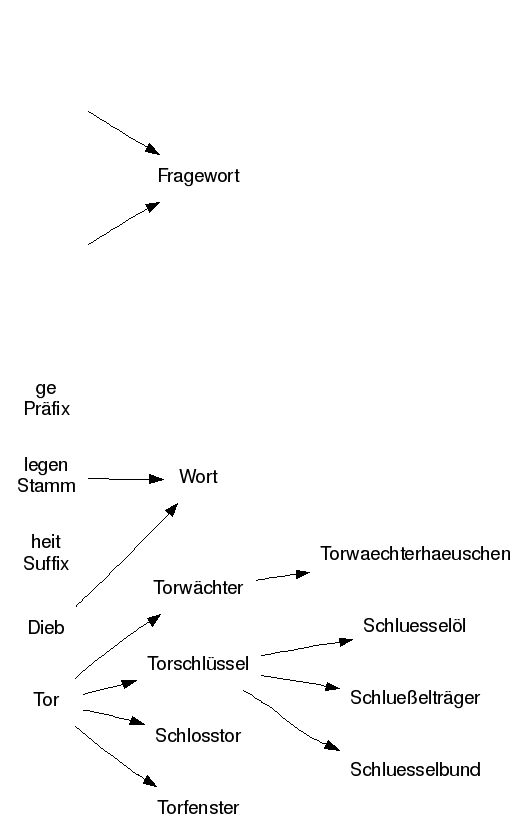 Fragewort
ge
Präfix
legen
Stamm
Wort
heit
Suffix
Torwaechterhaeuschen
Torwächter
Dieb
Schluesselöl
Torschlüssel
Tor
Schlueßelträger
Schlosstor
Schluesselbund
Torfenster